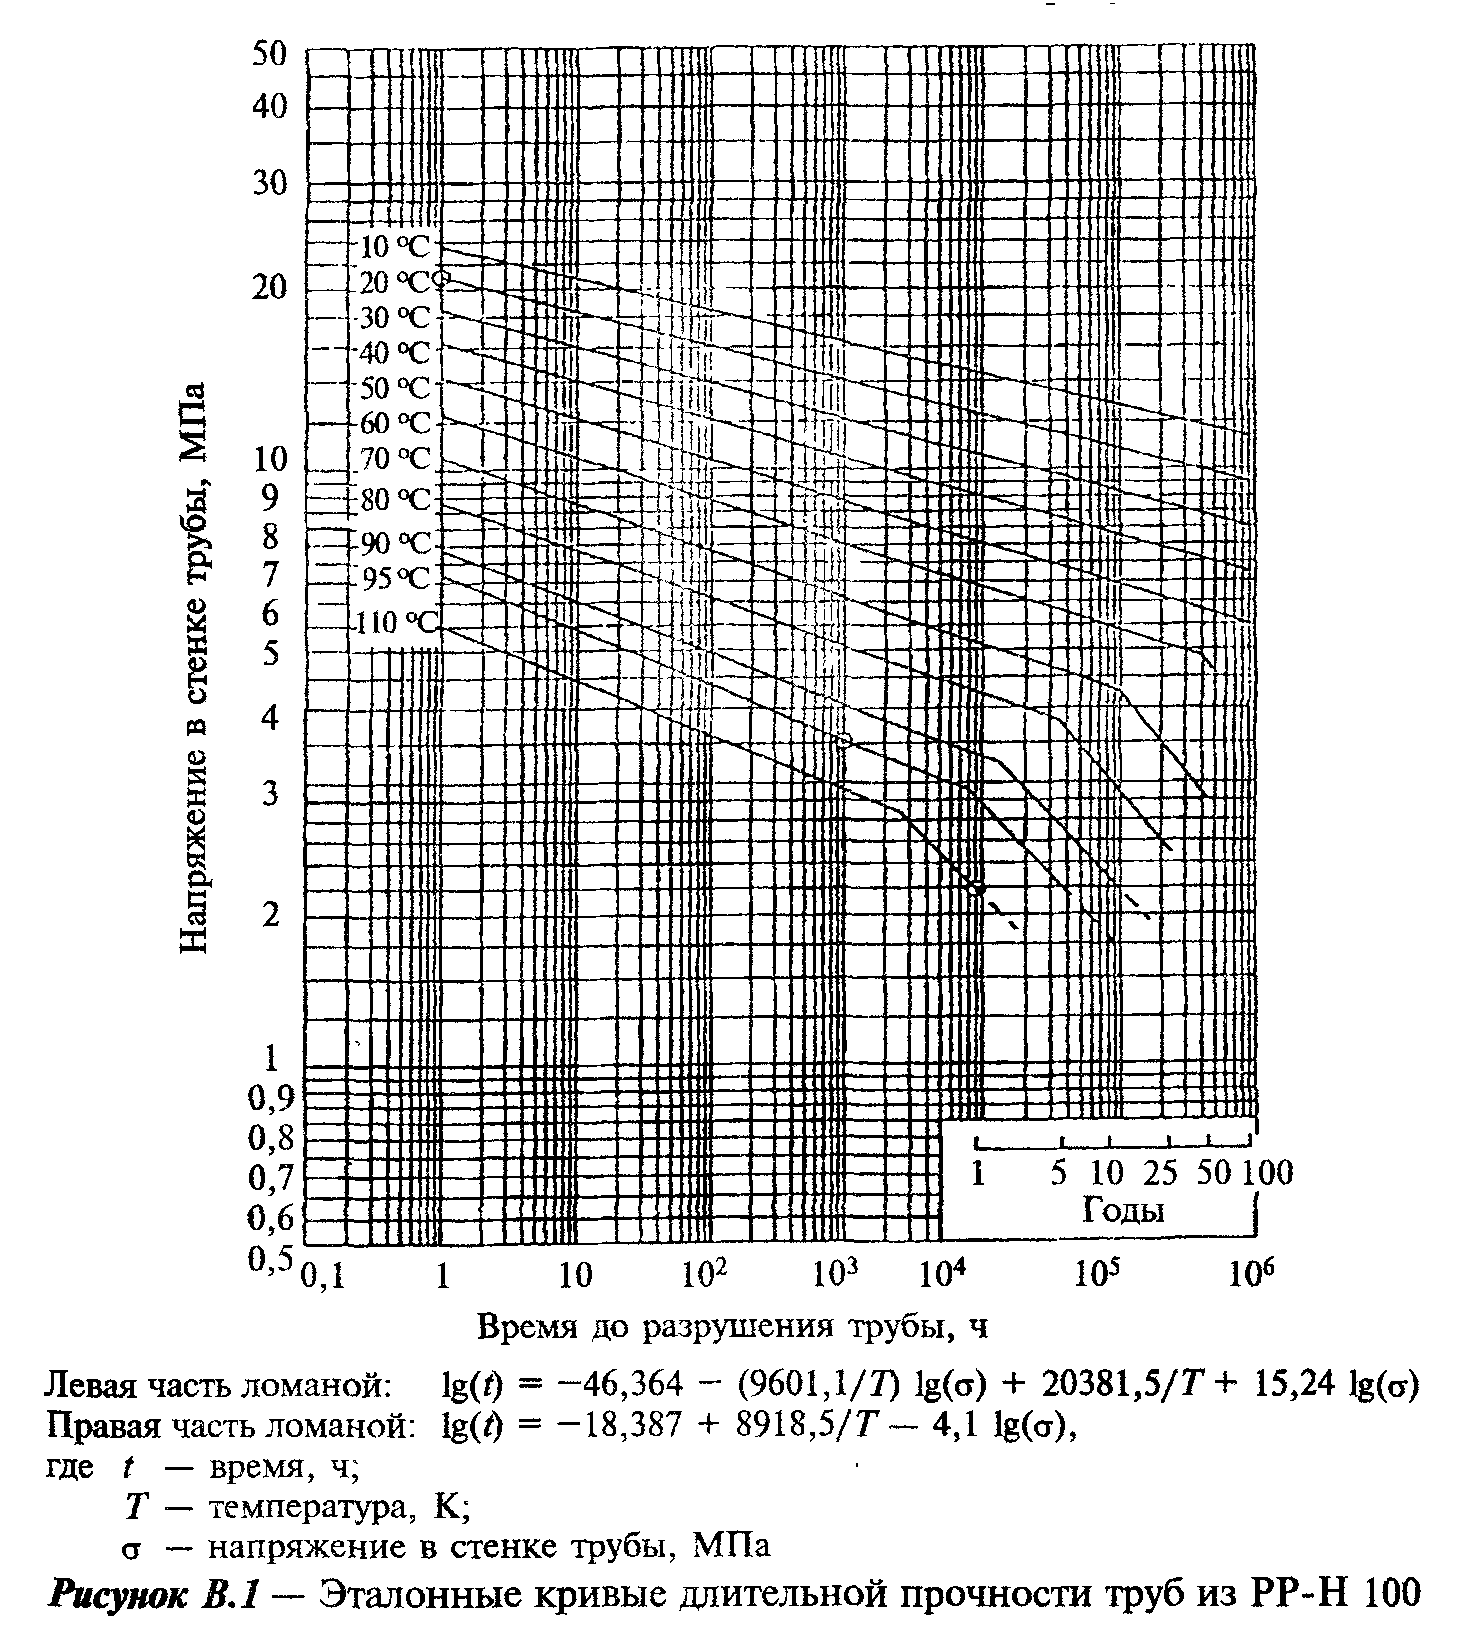 50
40
30
20
10
9
8
7
6
5
4
3
2
1
0,9
0,8
0,7
0,6
0,5
Напряжение в стенке трубы, МПа
10 °С
20 °С
30 °С
40 °С
50 °С
60 °С
70 °С
80 °С
90 °С
95 °С
110 °С
1 5 10 25 50 100
Годы
0,1 1 10 10² 10³ 10⁴ 10⁵ 10⁶
Время до разрушения трубы, ч
Левая часть ломаной: lg(t) = −46,364 − (9601,1/T) lg(σ) + 20381,5/T + 15,24 lg(σ)
Правая часть ломаной: lg(t) = −18,387 + 8918,5/T − 4,1 lg(σ),
где t — время, ч;
T — температура, К;
σ — напряжение в стенке трубы, МПа
Рисунок В.1 — Эталонные кривые длительной прочности труб из PP-H 100